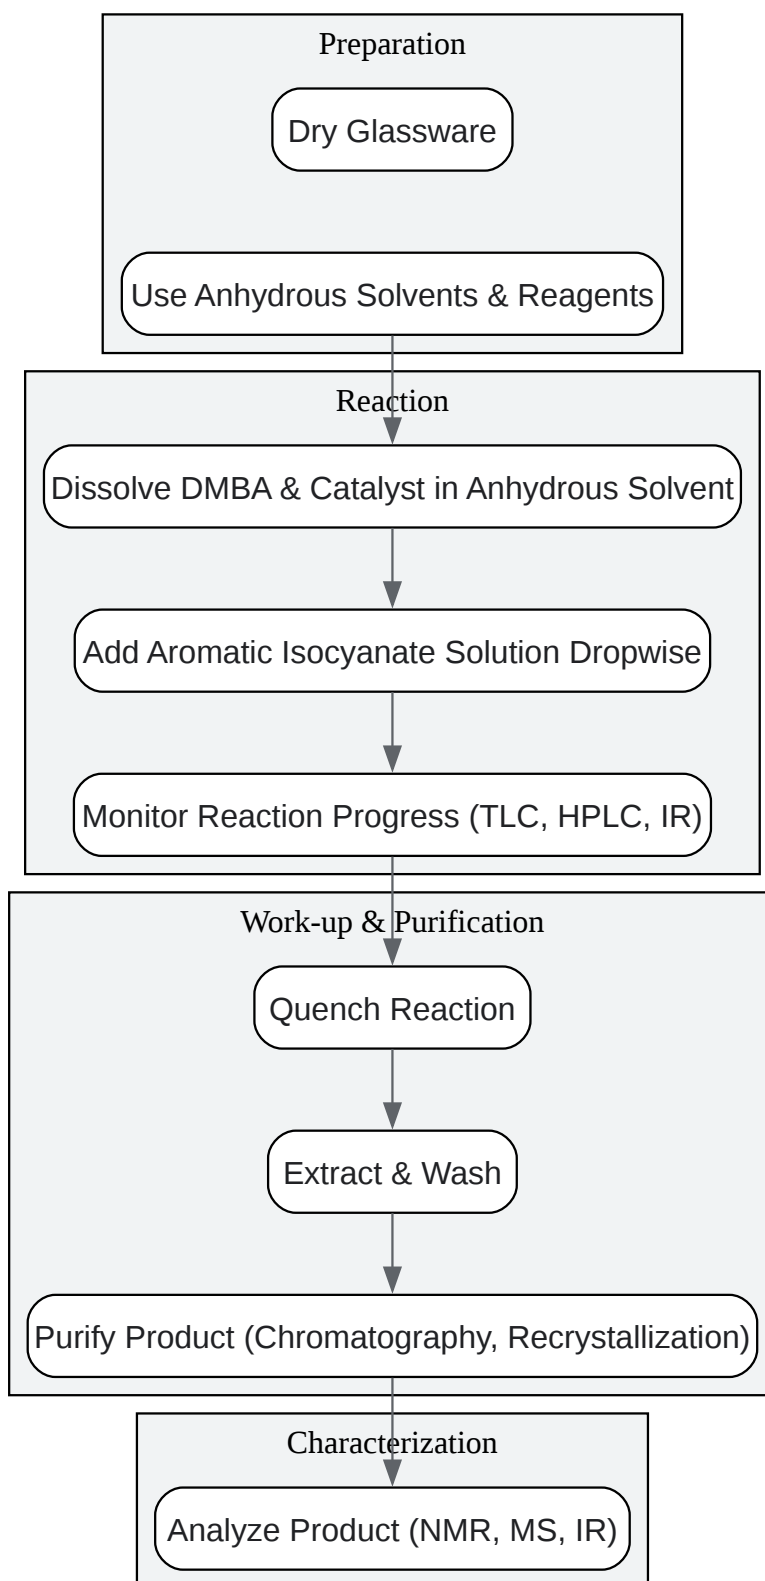 Preparation
Dry Glassware
Use Anhydrous Solvents & Reagents
Reaction
Dissolve DMBA & Catalyst in Anhydrous Solvent
Add Aromatic Isocyanate Solution Dropwise
Monitor Reaction Progress (TLC, HPLC, IR)
Work-up & Purification
Quench Reaction
Extract & Wash
Purify Product (Chromatography, Recrystallization)
Characterization
Analyze Product (NMR, MS, IR)